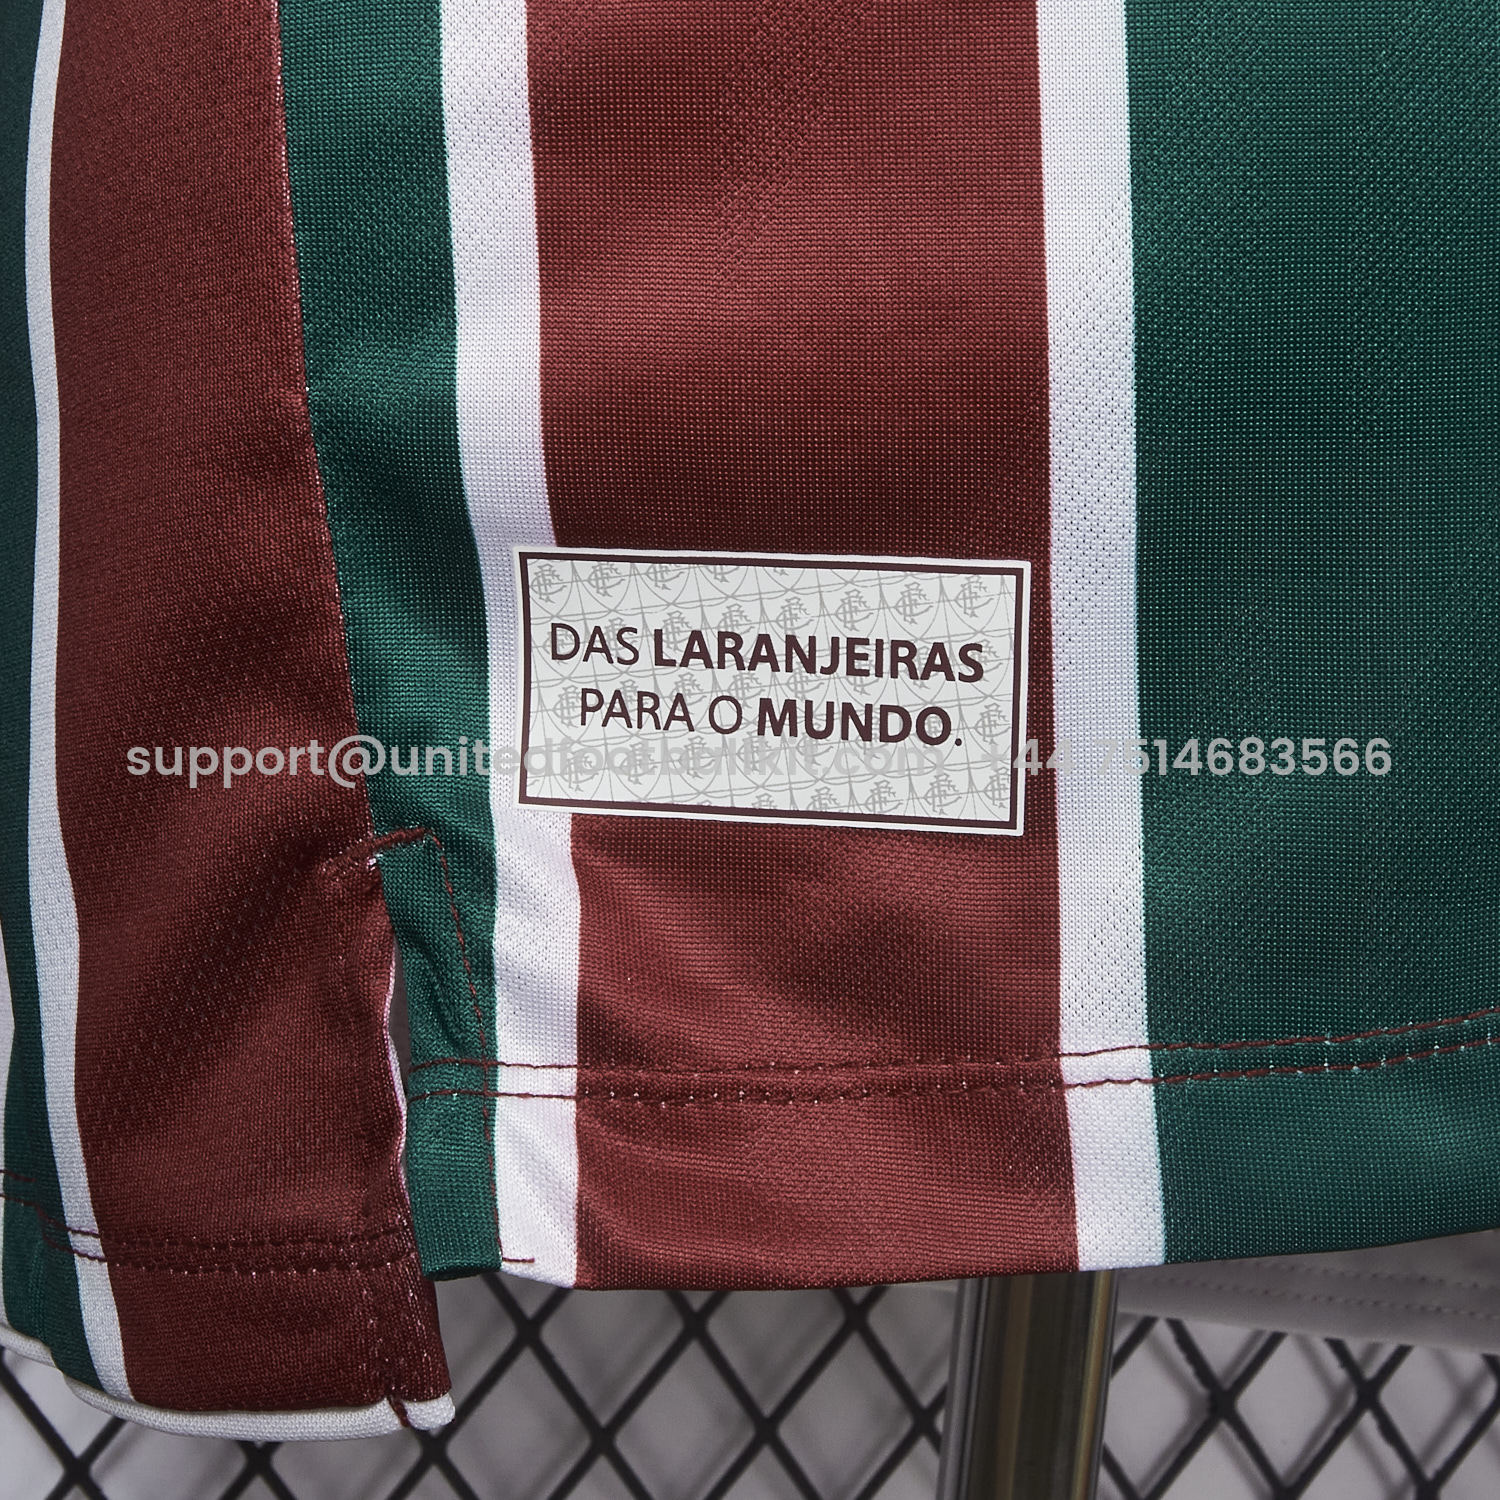 DAS LARANJEIRAS
PARA O MUNDO.
support@unitedfootballkit.com +44 7514683566